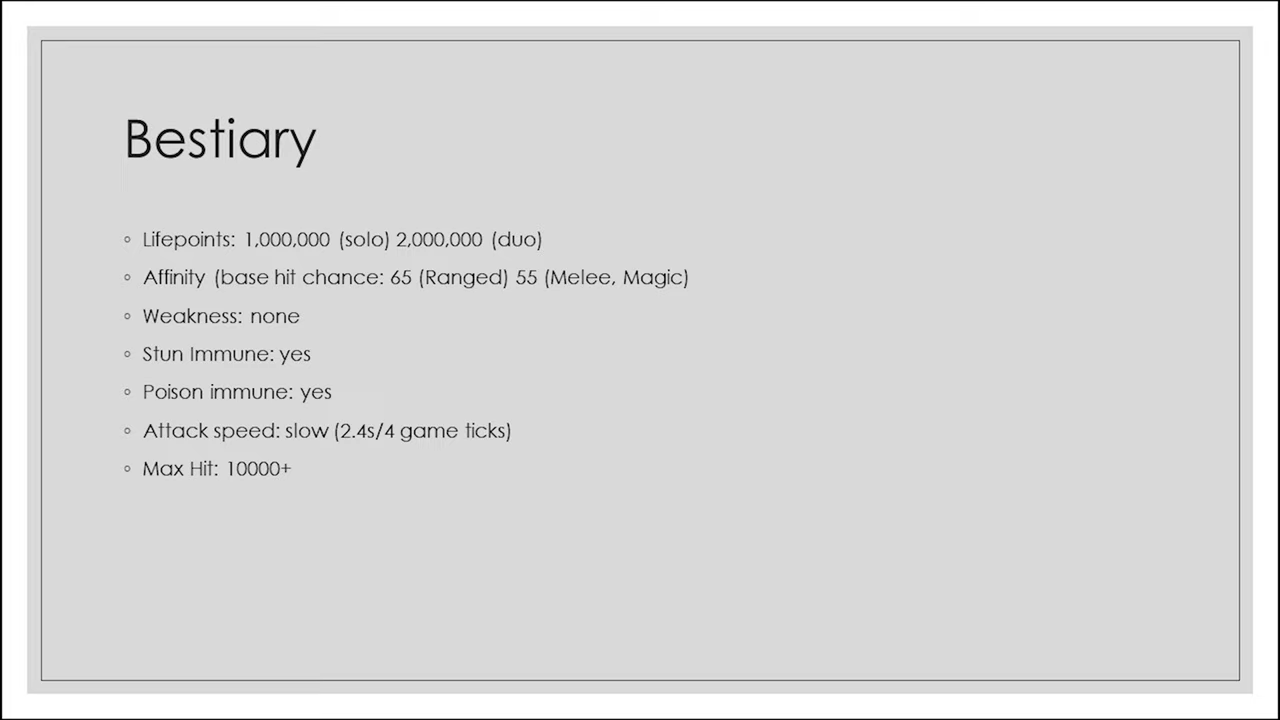 Bestiary
Lifepoints: 1,000,000 (solo) 2,000,000 (duo)
Affinity (base hit chance: 65 (Ranged) 55 (Melee, Magic)
Weakness: none
Stun Immune: yes
Poison immune: yes
Attack speed: slow (2.4s/4 game ticks)
Max Hit: 10000+